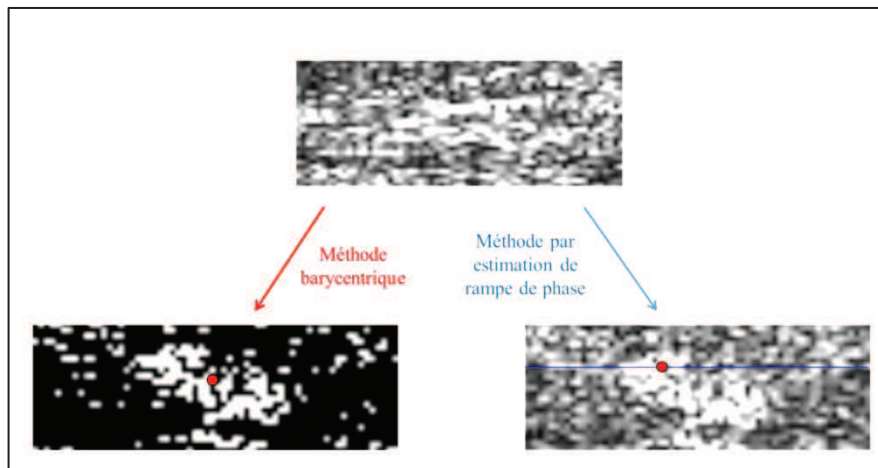 Méthode
barycentrique
Méthode par
estimation de
rampe de phase